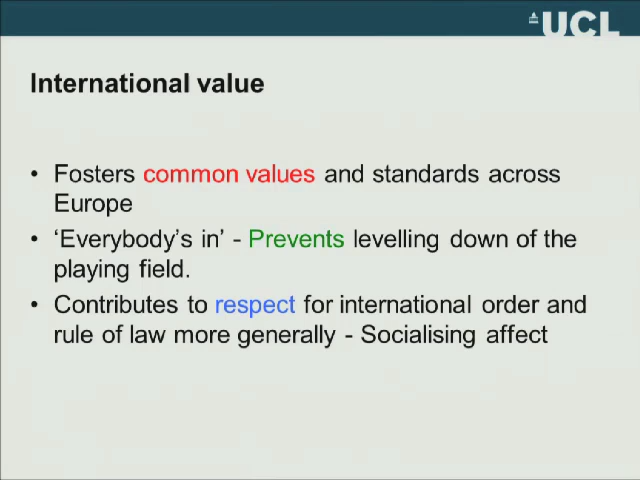 UCL
International value
• Fosters common values and standards across
Europe
• ‘Everybody’s in’ - Prevents levelling down of the
playing field.
• Contributes to respect for international order and
rule of law more generally - Socialising affect